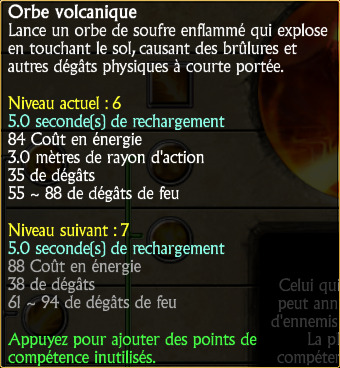 Orbe volcanique
Lance un orbe de soufre enflammé qui explose
en touchant le sol, causant des brûlures et
autres dégâts physiques à courte portée.
Niveau actuel : 6
5.0 seconde(s) de rechargement
84 Coût en énergie
3.0 mètres de rayon d'action
35 de dégâts
55 ~ 88 de dégâts de feu
Niveau suivant : 7
5.0 seconde(s) de rechargement
88 Coût en énergie
38 de dégâts
61 ~ 94 de dégâts de feu
Appuyez pour ajouter des points de
compétence inutilisés.
Celui qui
peut ann
d'ennemis
La pl
compéter